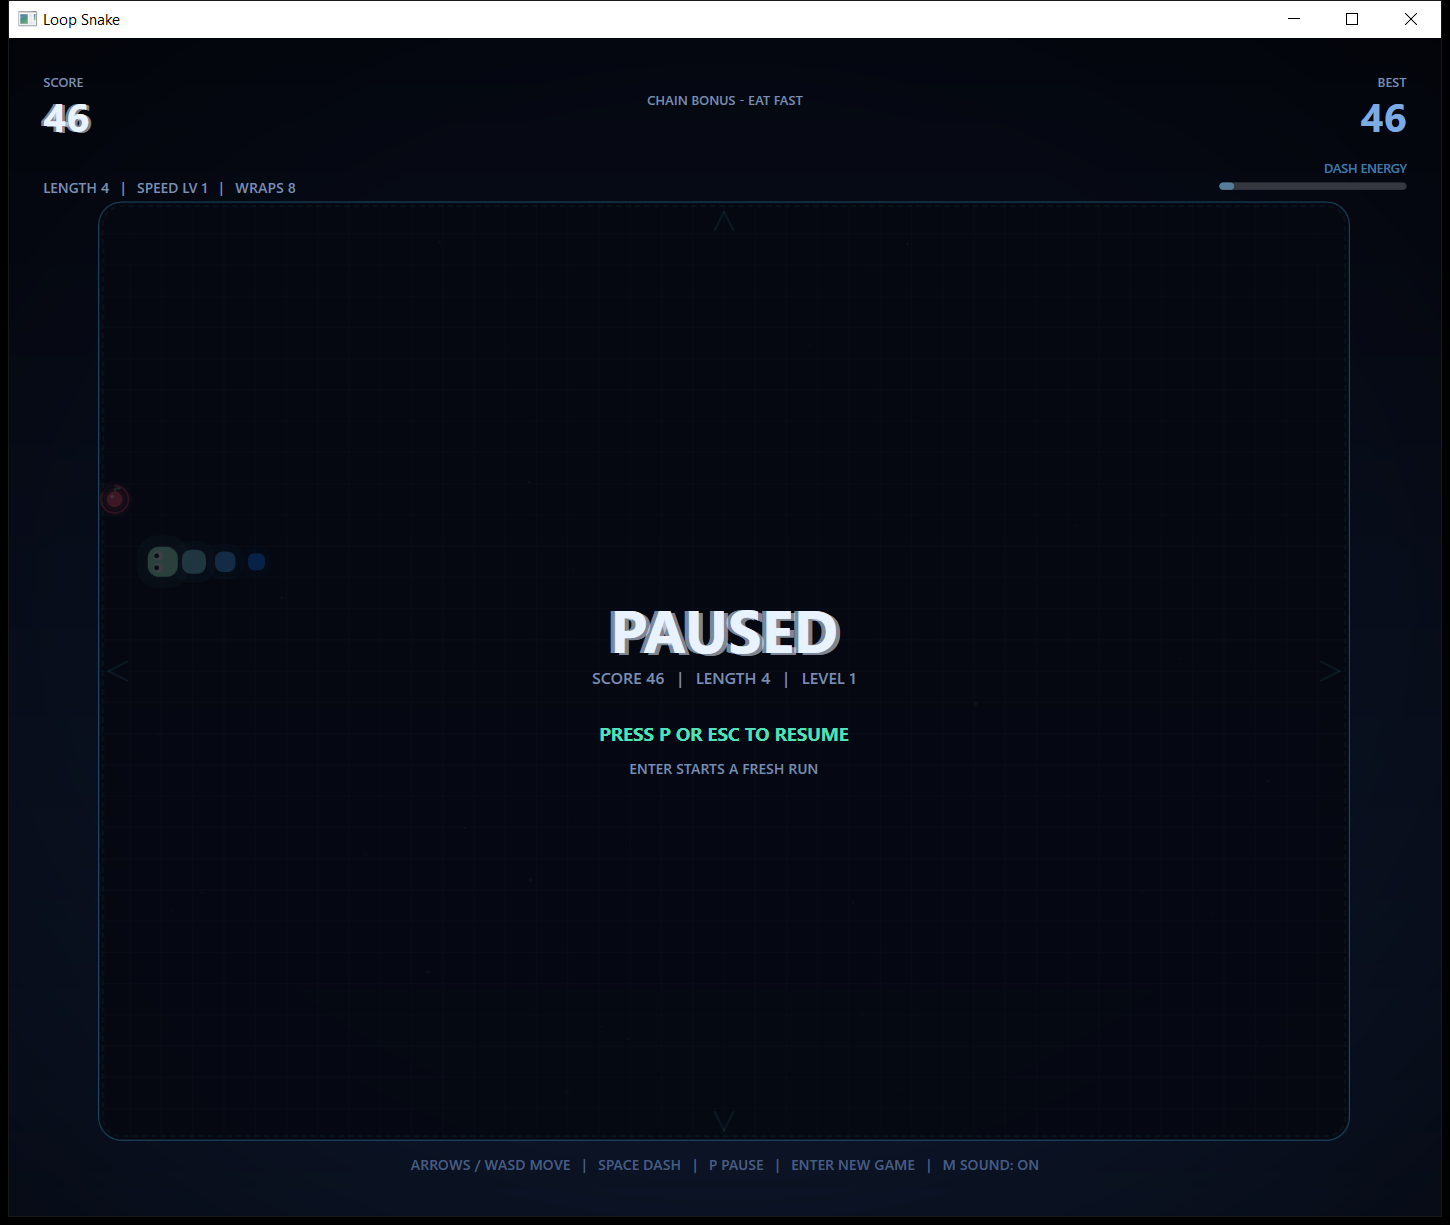 Loop Snake
SCORE
46
CHAIN BONUS - EAT FAST
BEST
46
DASH ENERGY
LENGTH 4 | SPEED LV 1 | WRAPS 8
PAUSED
SCORE 46 | LENGTH 4 | LEVEL 1
PRESS P OR ESC TO RESUME
ENTER STARTS A FRESH RUN
ARROWS / WASD MOVE | SPACE DASH | P PAUSE | ENTER NEW GAME | M SOUND: ON